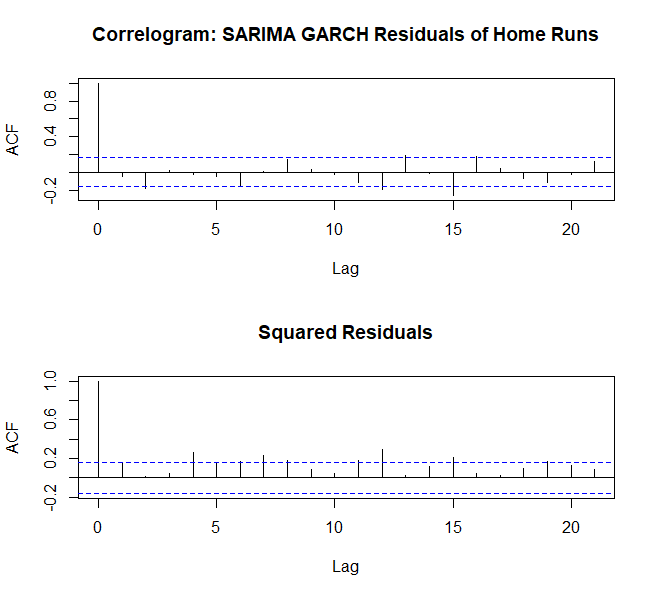 Correlogram: SARIMA GARCH Residuals of Home Runs
ACF
-0.2 0.4 0.8
0 5 10 15 20
Lag
Squared Residuals
ACF
-0.2 0.2 0.6 1.0
0 5 10 15 20
Lag